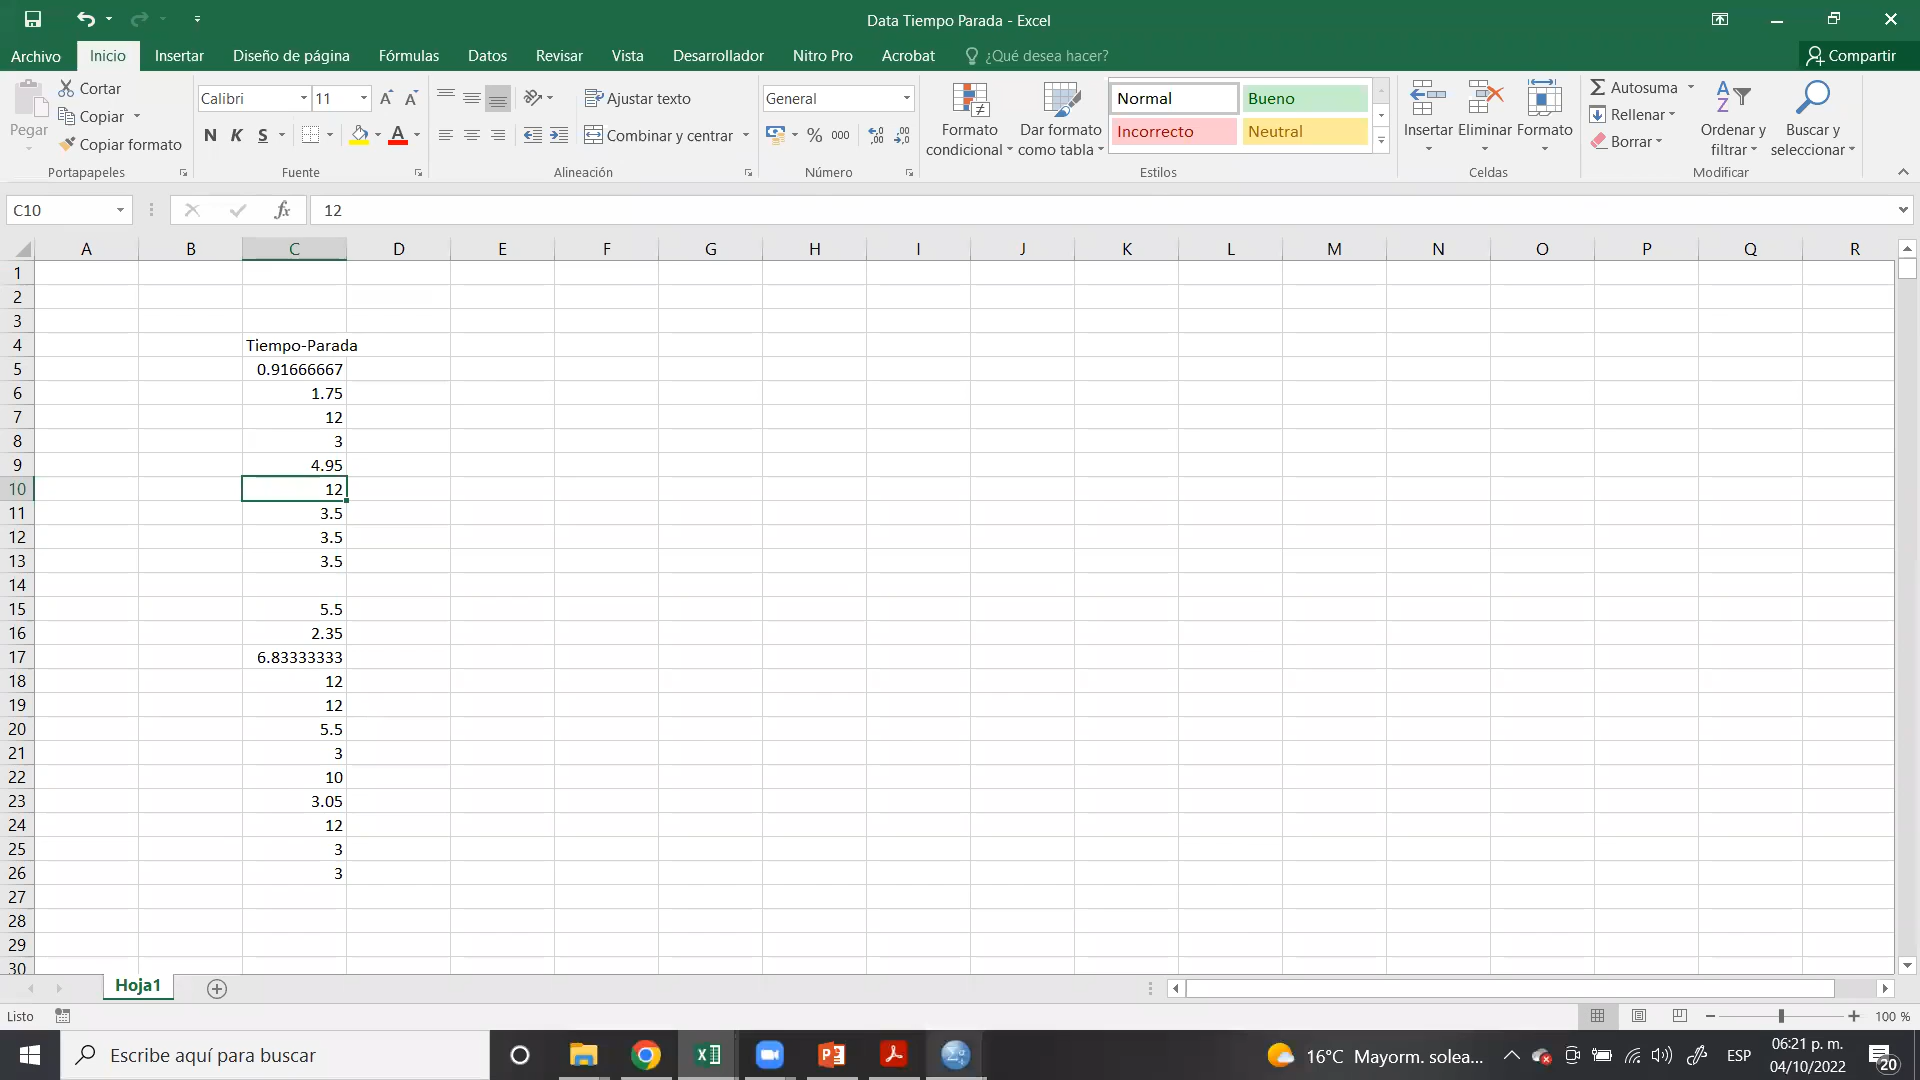 Data Tiempo Parada - Excel
Archivo Inicio Insertar Diseño de página Fórmulas Datos Revisar Vista Desarrollador Nitro Pro Acrobat ¿Qué desea hacer? Compartir
Pegar
Cortar
Copiar
Copiar formato
Portapapeles
Calibri 11
N K S
Fuente
Ajustar texto
Combinar y centrar
Alineación
General
% 000
Número
Formato condicional
Dar formato como tabla
Normal Bueno
Incorrecto Neutral
Estilos
Insertar Eliminar Formato
Celdas
Autosuma
Rellenar
Borrar
Ordenar y filtrar
Buscar y seleccionar
Modificar
C10 fx 12
A B C D E F G H I J K L M N O P Q R
1
2
3
4 Tiempo-Parada
5 0.91666667
6 1.75
7 12
8 3
9 4.95
10 12
11 3.5
12 3.5
13 3.5
14
15 5.5
16 2.35
17 6.83333333
18 12
19 12
20 5.5
21 3
22 10
23 3.05
24 12
25 3
26 3
27
28
29
30
Hoja1
Listo 100 %
Escribe aquí para buscar
16°C Mayorm. solea...
ESP
06:21 p. m.
04/10/2022
20